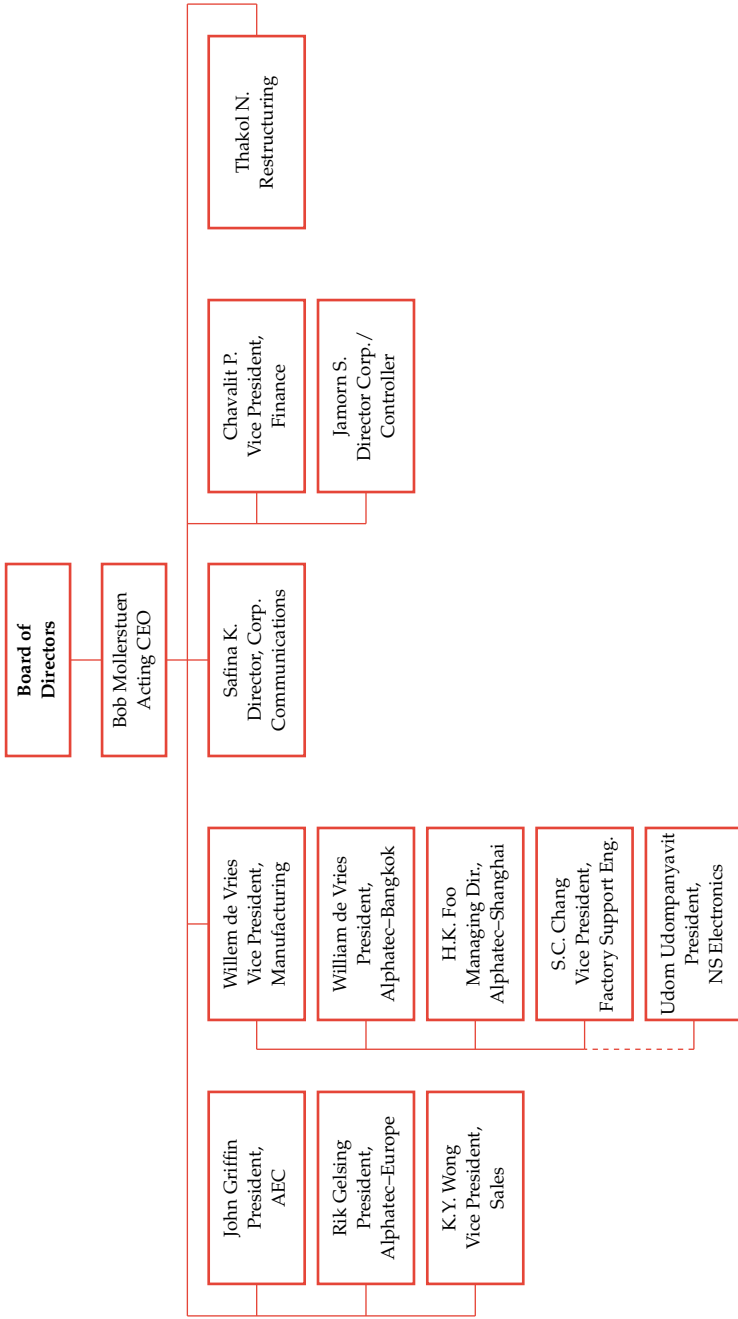 Board of
Directors
Bob Mollerstuen
Acting CEO
John Griffin
President,
AEC
Rik Gelsing
President,
Alphatec–Europe
K.Y. Wong
Vice President,
Sales
Willem de Vries
Vice President,
Manufacturing
William de Vries
President,
Alphatec–Bangkok
H.K. Foo
Managing Dir.,
Alphatec–Shanghai
S.C. Chang
Vice President,
Factory Support Eng.
Udom Udompanyavit
President,
NS Electronics
Safina K.
Director, Corp.
Communications
Chavalit P.
Vice President,
Finance
Jamorn S.
Director Corp./
Controller
Thakol N.
Restructuring